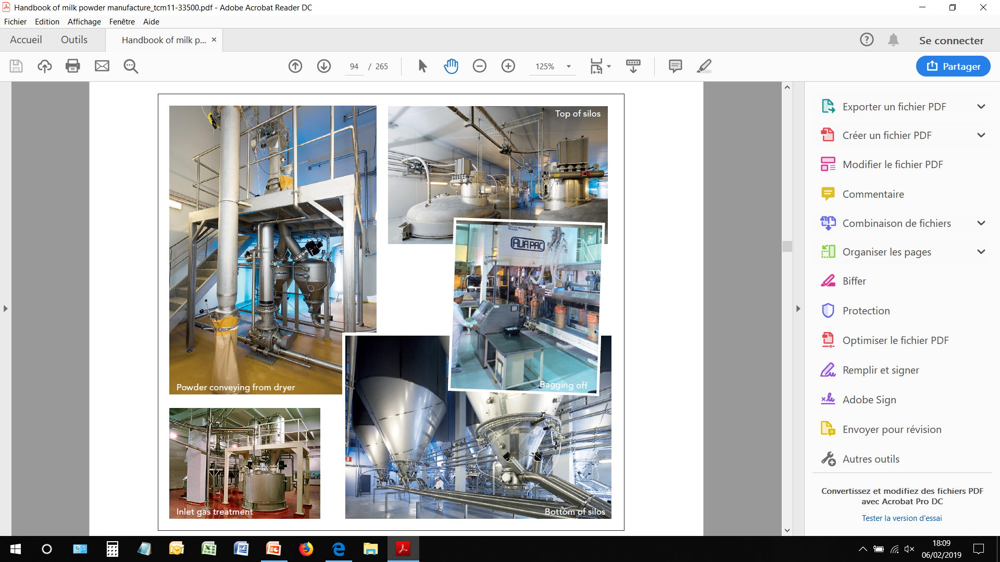 Handbook of milk powder manufacture_tcm11-33500.pdf - Adobe Acrobat Reader DC
Fichier Edition Affichage Fenêtre Aide
Accueil Outils Handbook of milk p... × Se connecter
94 / 265 125% Partager
Top of silos
AVAPAC
Bagging off
Powder conveying from dryer
Inlet gas treatment
Bottom of silos
Exporter un fichier PDF
Créer un fichier PDF
Modifier le fichier PDF
Commentaire
Combinaison de fichiers
Organiser les pages
Biffer
Protection
Optimiser le fichier PDF
Remplir et signer
Adobe Sign
Envoyer pour révision
Autres outils
Convertissez et modifiez des fichiers PDF
avec Acrobat Pro DC
Tester la version d'essai
18:09
06/02/2019